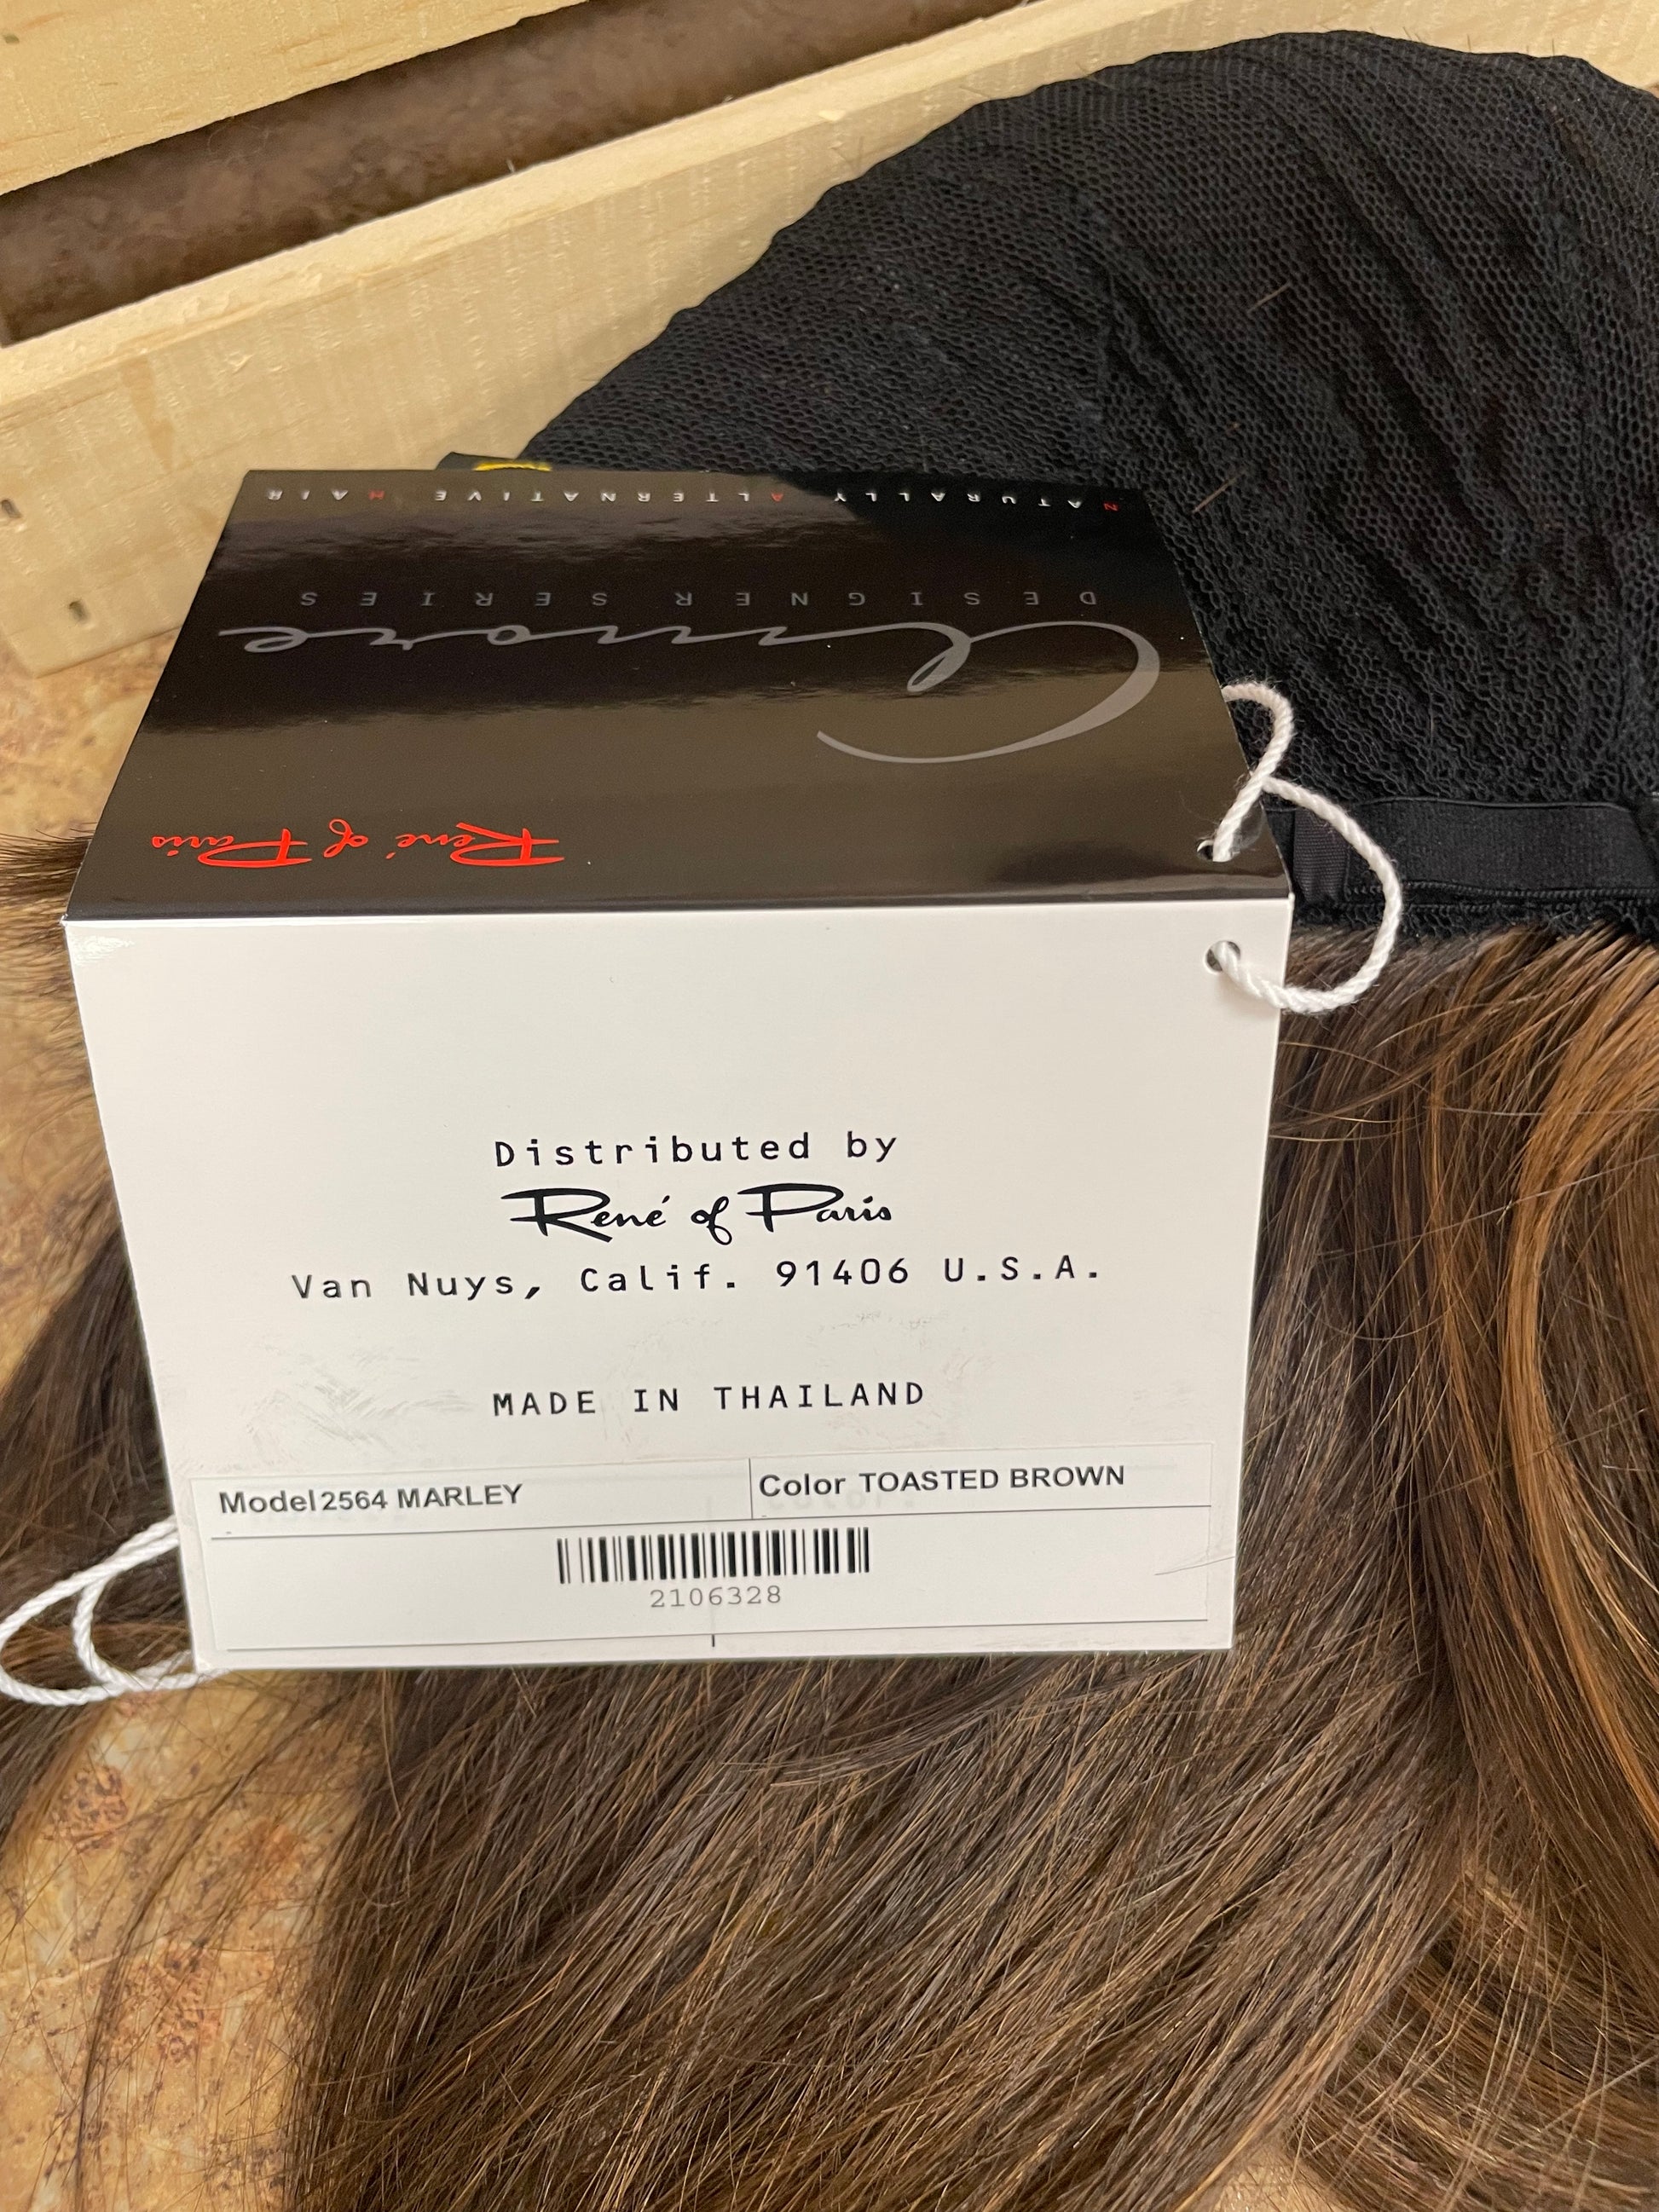 NATURALLY ALTERNATIVE HAIR
DESIGNER SERIES
Amore
René of Paris
Distributed by
René of Paris
Van Nuys, Calif. 91406 U.S.A.
MADE IN THAILAND
Model 2564 MARLEY
Color TOASTED BROWN
2106328